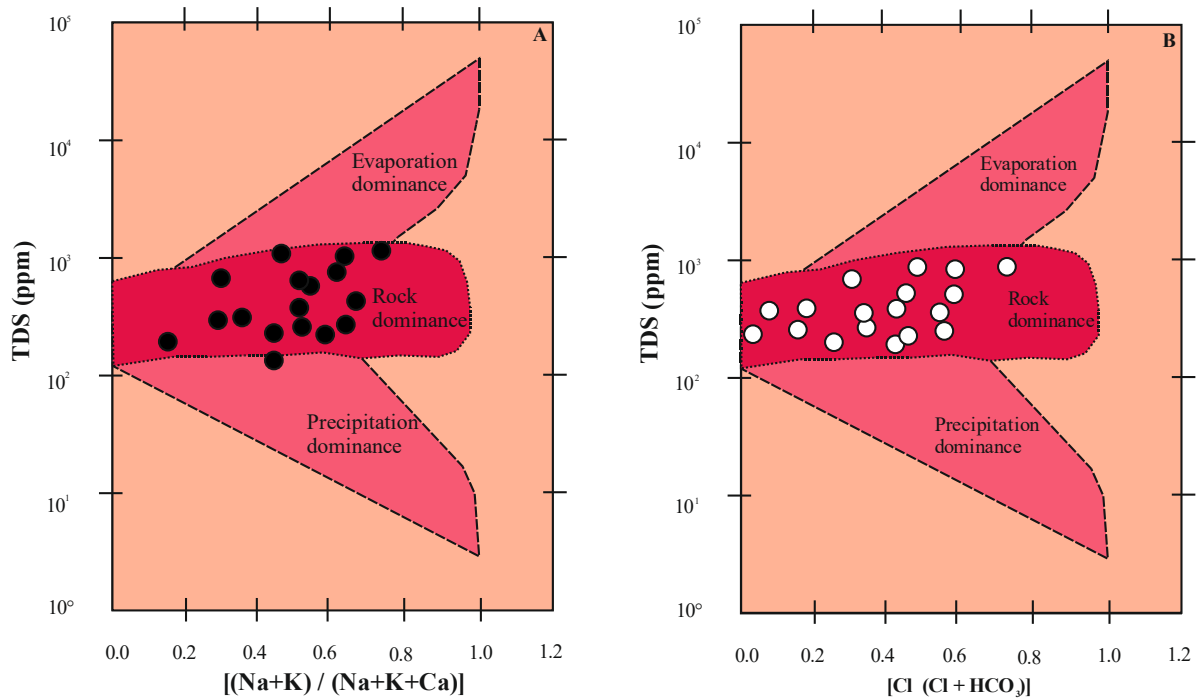 A
TDS (ppm)
10⁵
10⁴
10³
10²
10¹
10°
Evaporation
dominance
Rock
dominance
Precipitation
dominance
0.0 0.2 0.4 0.6 0.8 1.0 1.2
[(Na+K) / (Na+K+Ca)]
B
TDS (ppm)
10⁵
10⁴
10³
10²
10¹
10°
Evaporation
dominance
Rock
dominance
Precipitation
dominance
0.0 0.2 0.4 0.6 0.8 1.0 1.2
[Cl (Cl + HCO₃)]